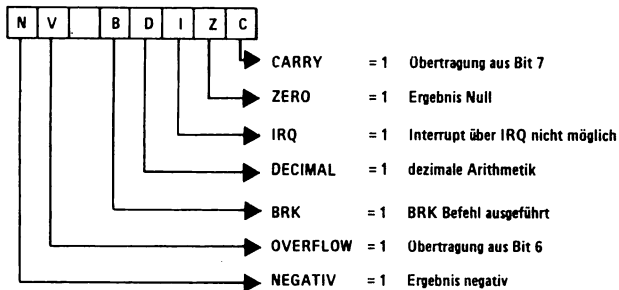 N V B D I Z C
CARRY = 1 Obertragung aus Bit 7
ZERO = 1 Ergebnis Null
IRQ = 1 Interrupt über IRQ nicht möglich
DECIMAL = 1 dezimale Arithmetik
BRK = 1 BRK Befehl ausgeführt
OVERFLOW = 1 Obertragung aus Bit 6
NEGATIV = 1 Ergebnis negativ